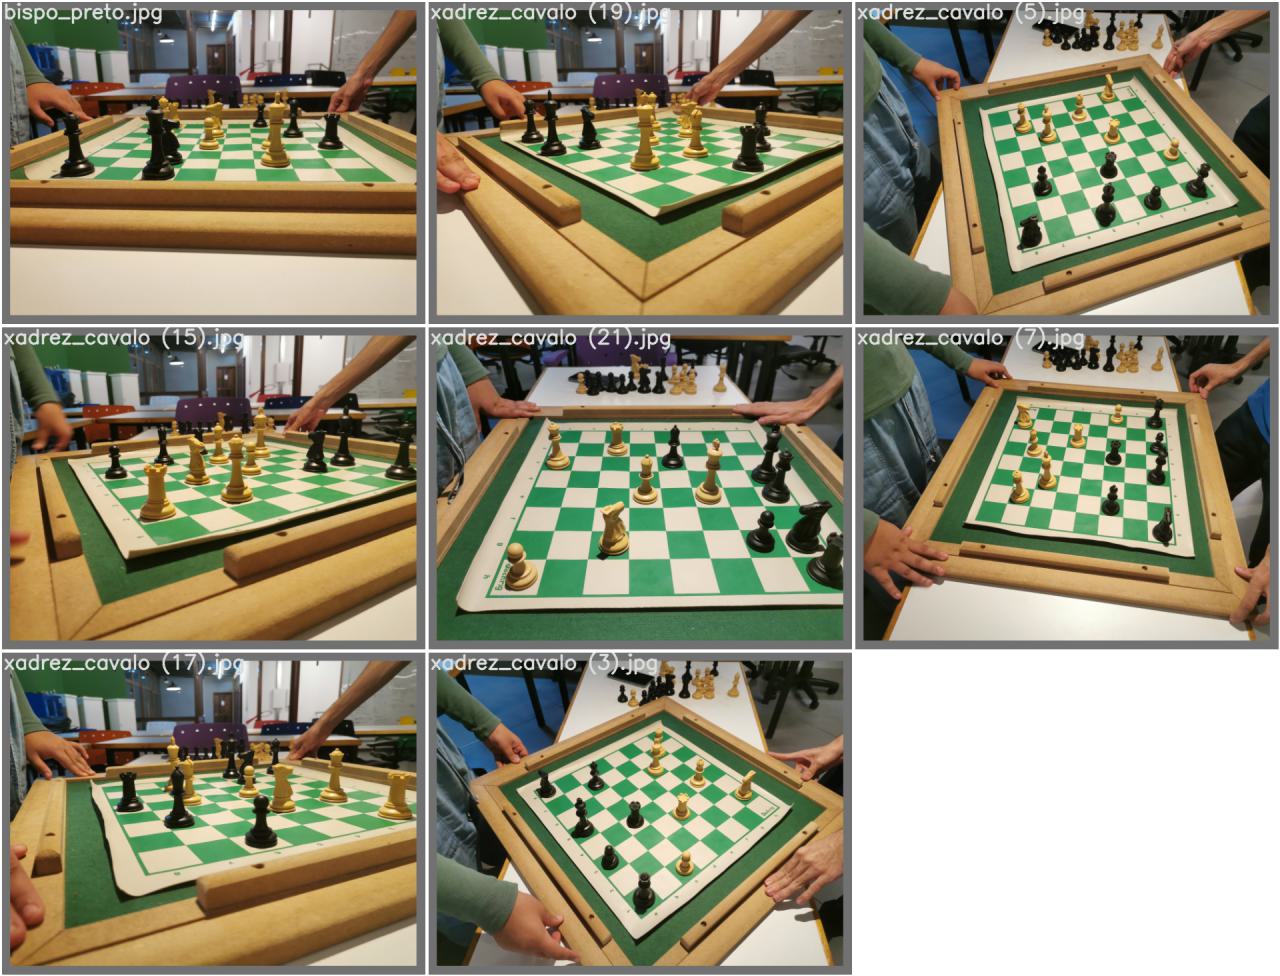 bispo_preto.jpg
xadrez_cavalo (19).jpg
xadrez_cavalo (5).jpg
xadrez_cavalo (15).jpg
xadrez_cavalo (21).jpg
xadrez_cavalo (7).jpg
xadrez_cavalo (17).jpg
xadrez_cavalo (3).jpg